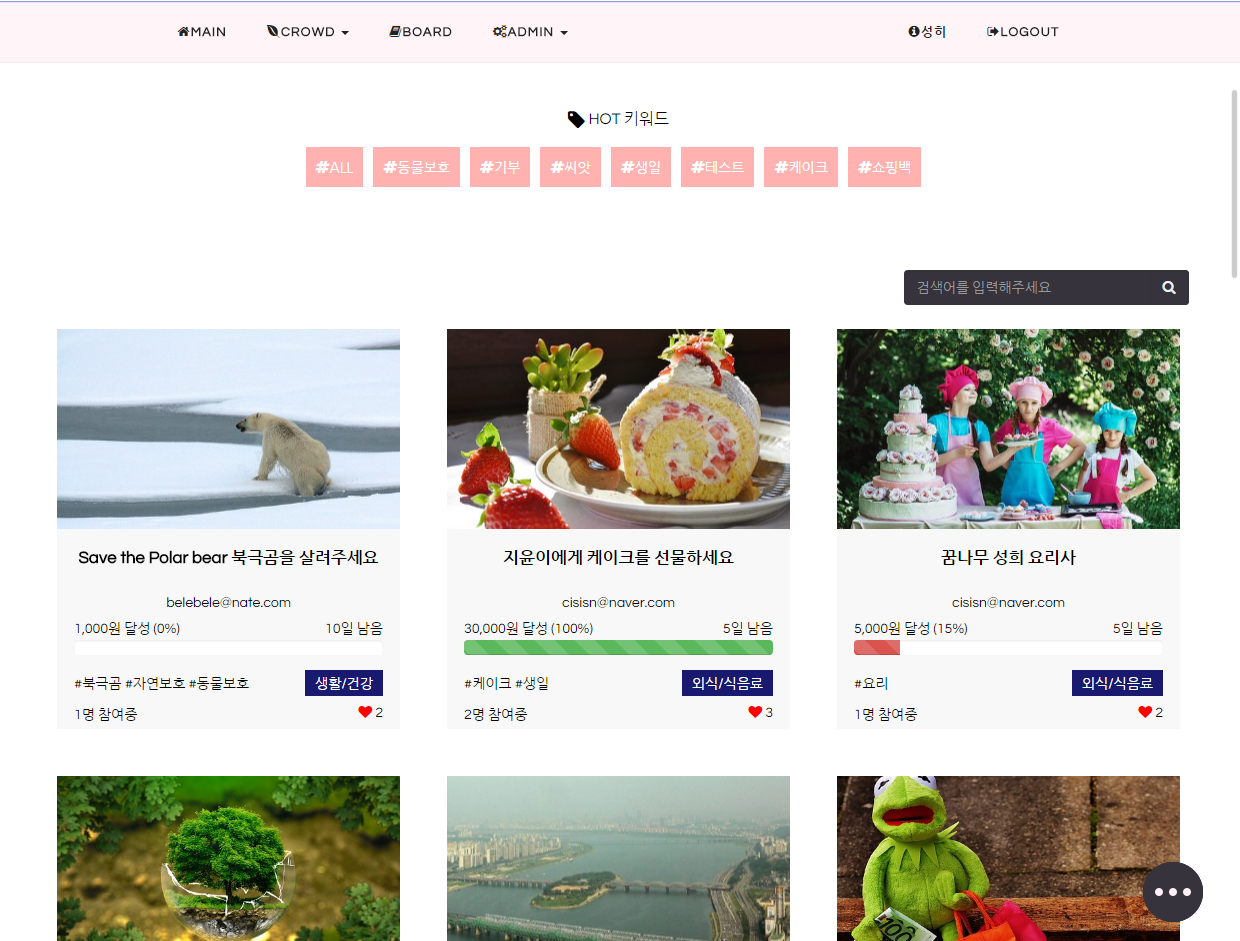 MAIN CROWD BOARD ADMIN 성히 LOGOUT
HOT 키워드
#ALL #동물보호 #기부 #씨앗 #생일 #테스트 #케이크 #쇼핑백
검색어를 입력해주세요
Save the Polar bear 북극곰을 살려주세요
belebele@nate.com
1,000원 달성 (0%) 10일 남음
#북극곰 #자연보호 #동물보호 생활/건강
1명 참여중 2
지윤이에게 케이크를 선물하세요
cisisn@naver.com
30,000원 달성 (100%) 5일 남음
#케이크 #생일 외식/식음료
2명 참여중 3
꿈나무 성희 요리사
cisisn@naver.com
5,000원 달성 (15%) 5일 남음
#요리 외식/식음료
1명 참여중 2
100